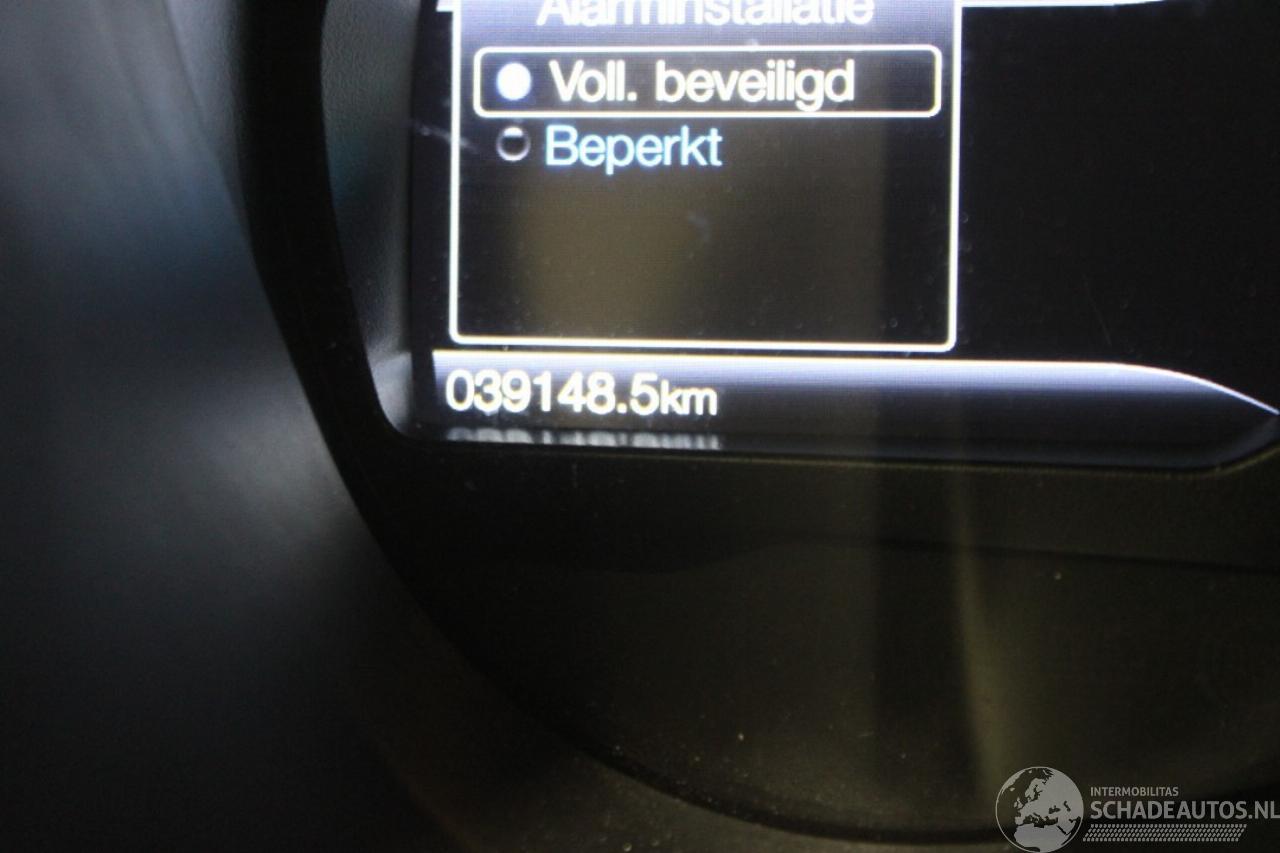 Alarminstallatie
Voll. beveiligd
Beperkt
039148.5km
INTERMOBILITAS
SCHADEAUTOS.NL